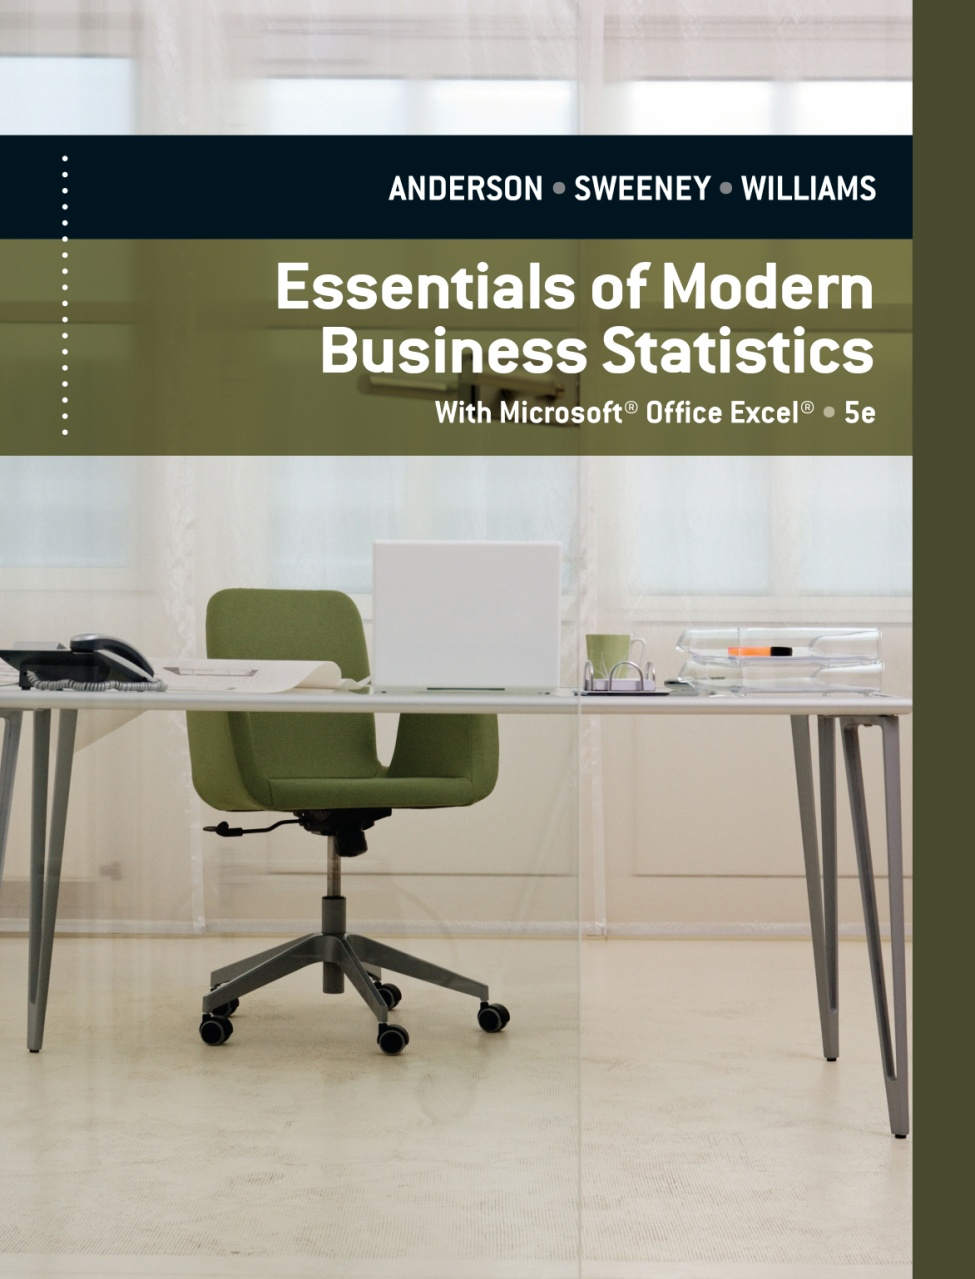 ANDERSON • SWEENEY • WILLIAMS
Essentials of Modern
Business Statistics
With Microsoft® Office Excel® • 5e